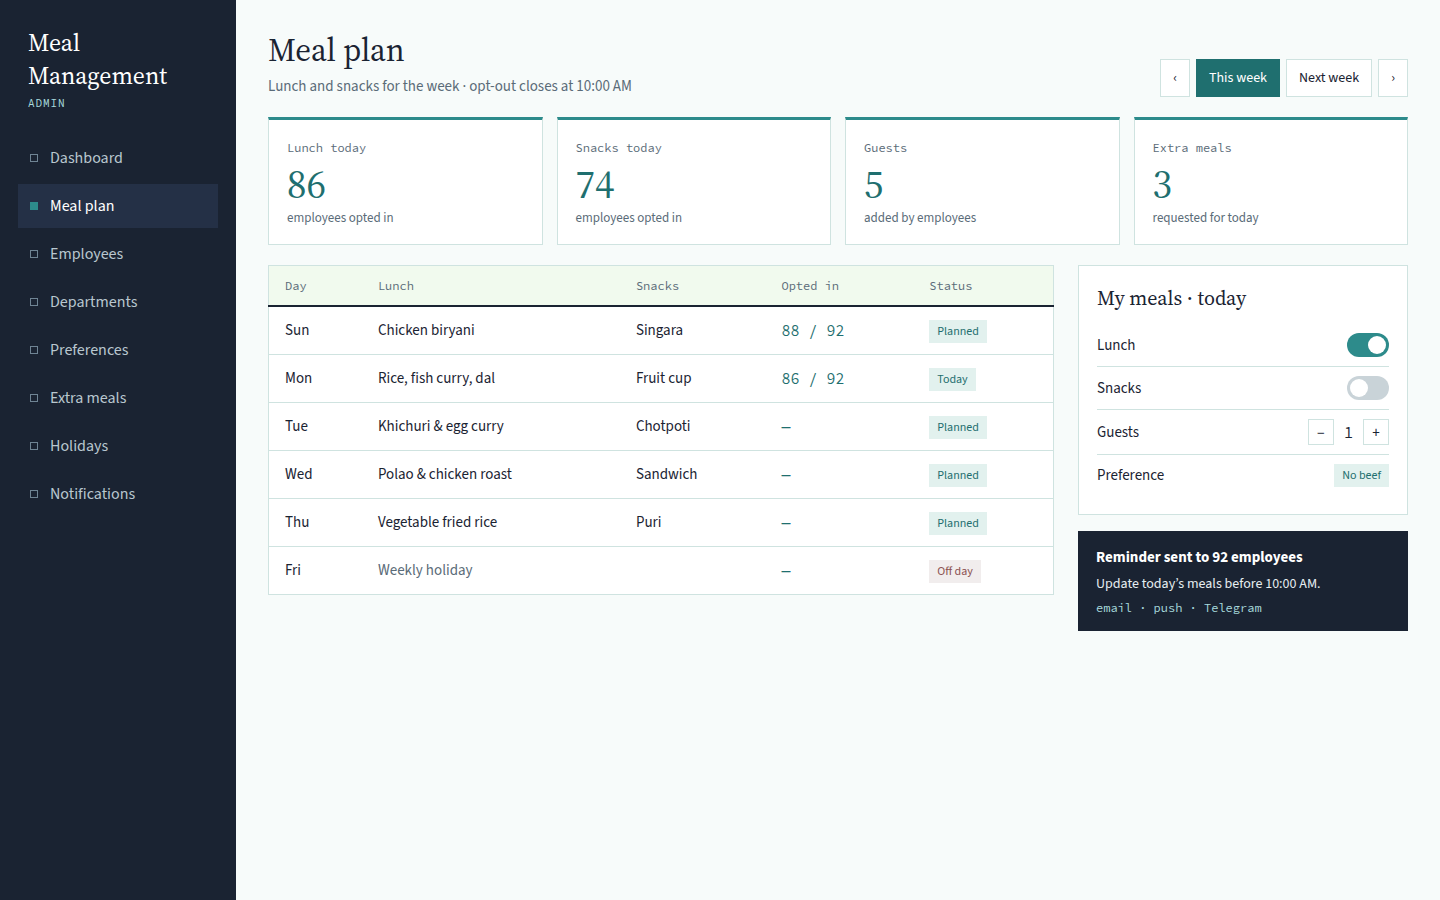 Meal
Management
ADMIN
Dashboard
Meal plan
Employees
Departments
Preferences
Extra meals
Holidays
Notifications
Meal plan
Lunch and snacks for the week · opt-out closes at 10:00 AM
‹ This week Next week ›
Lunch today
86
employees opted in
Snacks today
74
employees opted in
Guests
5
added by employees
Extra meals
3
requested for today
Day Lunch Snacks Opted in Status
Sun Chicken biryani Singara 88 / 92 Planned
Mon Rice, fish curry, dal Fruit cup 86 / 92 Today
Tue Khichuri & egg curry Chotpoti — Planned
Wed Polao & chicken roast Sandwich — Planned
Thu Vegetable fried rice Puri — Planned
Fri Weekly holiday — Off day
My meals · today
Lunch
Snacks
Guests − 1 +
Preference No beef
Reminder sent to 92 employees
Update today's meals before 10:00 AM.
email · push · Telegram